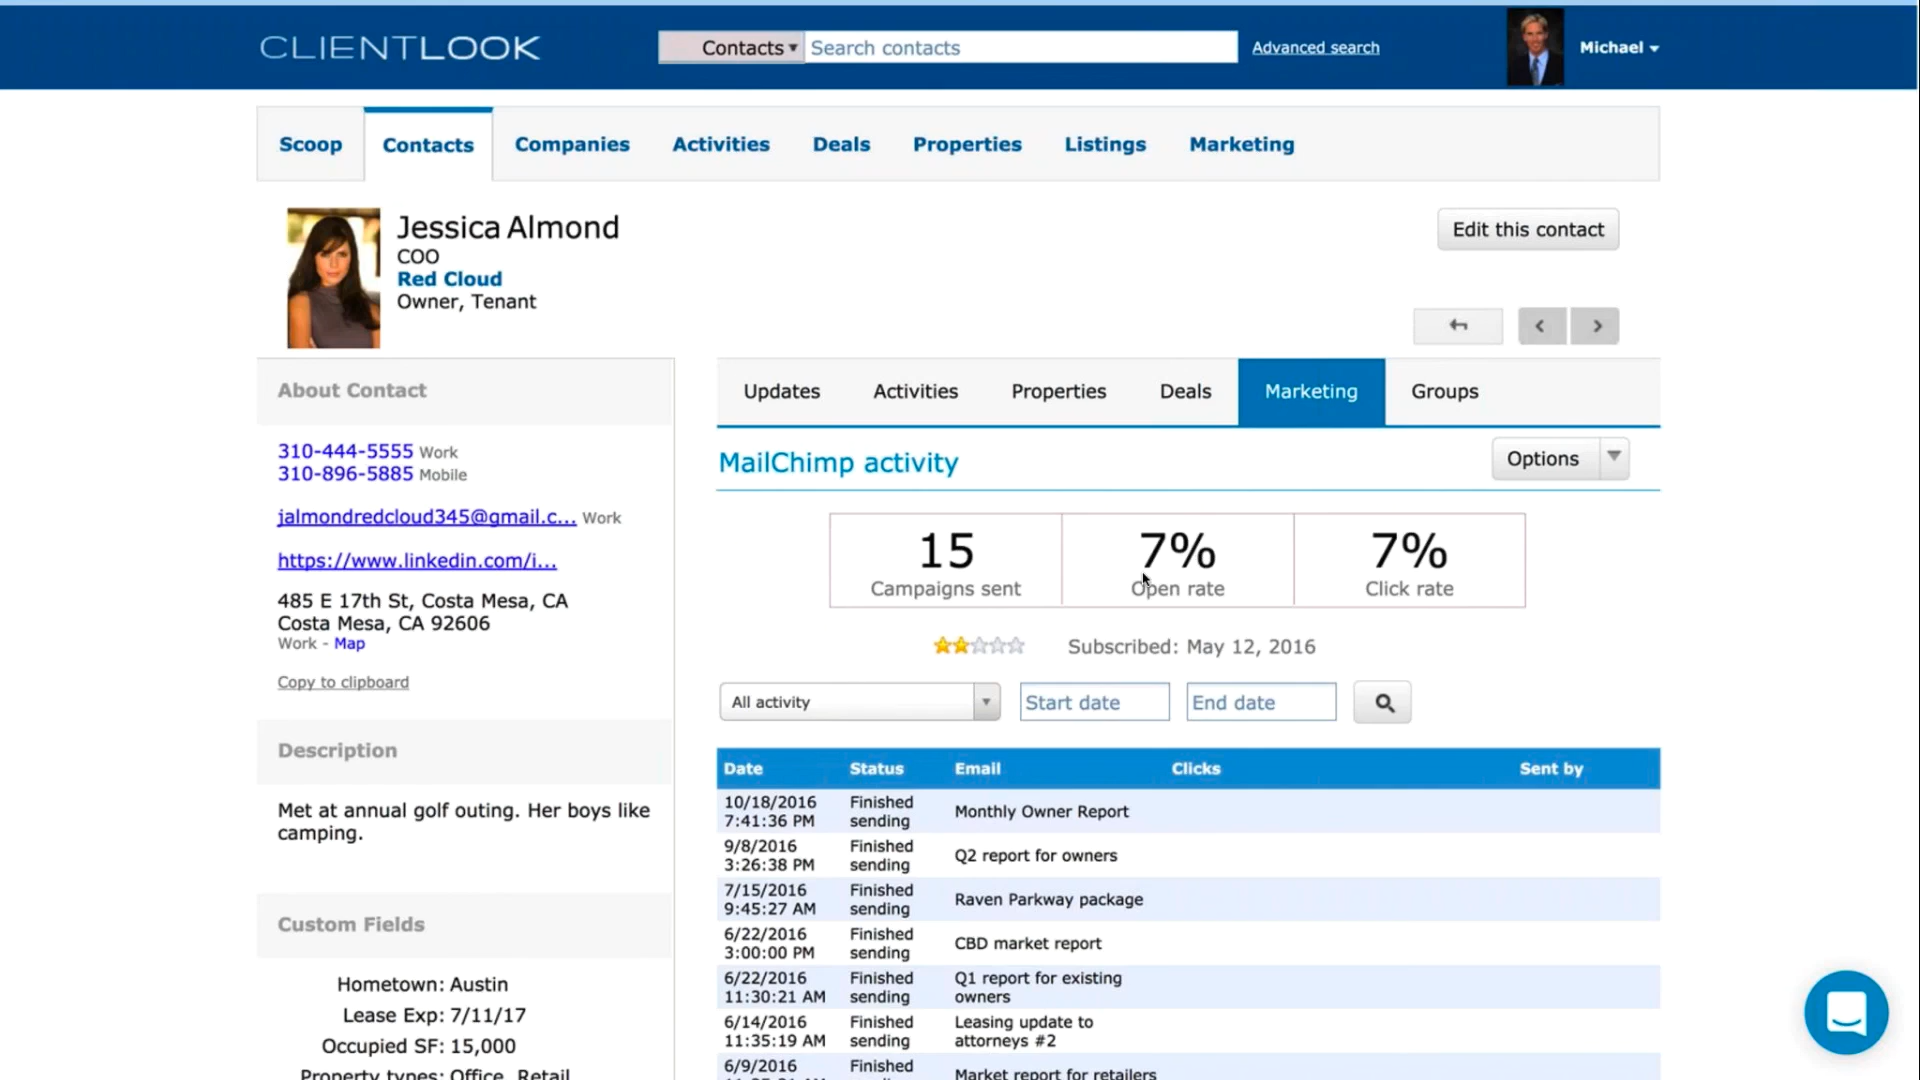 CLIENTLOOK
Contacts
Search contacts
Advanced search
Michael
Scoop
Contacts
Companies
Activities
Deals
Properties
Listings
Marketing
Jessica Almond
COO
Red Cloud
Owner, Tenant
Edit this contact
About Contact
310-444-5555 Work
310-896-5885 Mobile
jalmondredcloud345@gmail.c... Work
https://www.linkedin.com/i...
485 E 17th St, Costa Mesa, CA
Costa Mesa, CA 92606
Work - Map
Copy to clipboard
Description
Met at annual golf outing. Her boys like
camping.
Custom Fields
Hometown: Austin
Lease Exp: 7/11/17
Occupied SF: 15,000
Property types: Office, Retail
Updates
Activities
Properties
Deals
Marketing
Groups
MailChimp activity
Options
15
Campaigns sent
7%
Open rate
7%
Click rate
Subscribed: May 12, 2016
All activity
Start date
End date
Date Status Email Clicks Sent by
10/18/2016 Finished
7:41:36 PM sending
Monthly Owner Report
9/8/2016 Finished
3:26:38 PM sending
Q2 report for owners
7/15/2016 Finished
9:45:27 AM sending
Raven Parkway package
6/22/2016 Finished
3:00:00 PM sending
CBD market report
6/22/2016 Finished Q1 report for existing
11:30:21 AM sending owners
6/14/2016 Finished Leasing update to
11:35:19 AM sending attorneys #2
6/9/2016 Finished
Market report for retailers